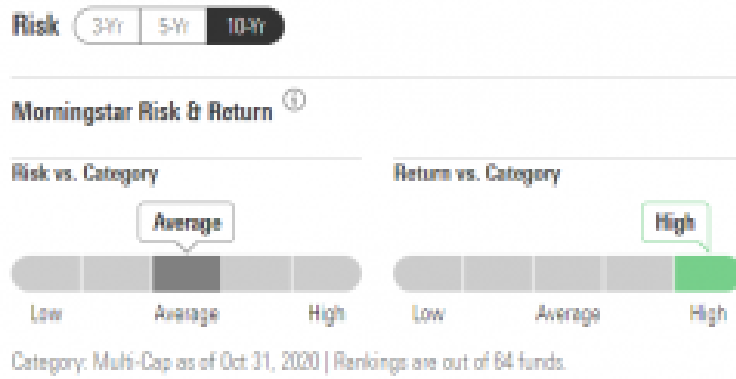 Risk 3-Yr 5-Yr 10-Yr
Morningstar Risk & Return
Risk vs. Category
Average
Low Average High
Return vs. Category
High
Low Average High
Category: Multi-Cap as of Oct 31, 2020 | Rankings are out of 64 funds.